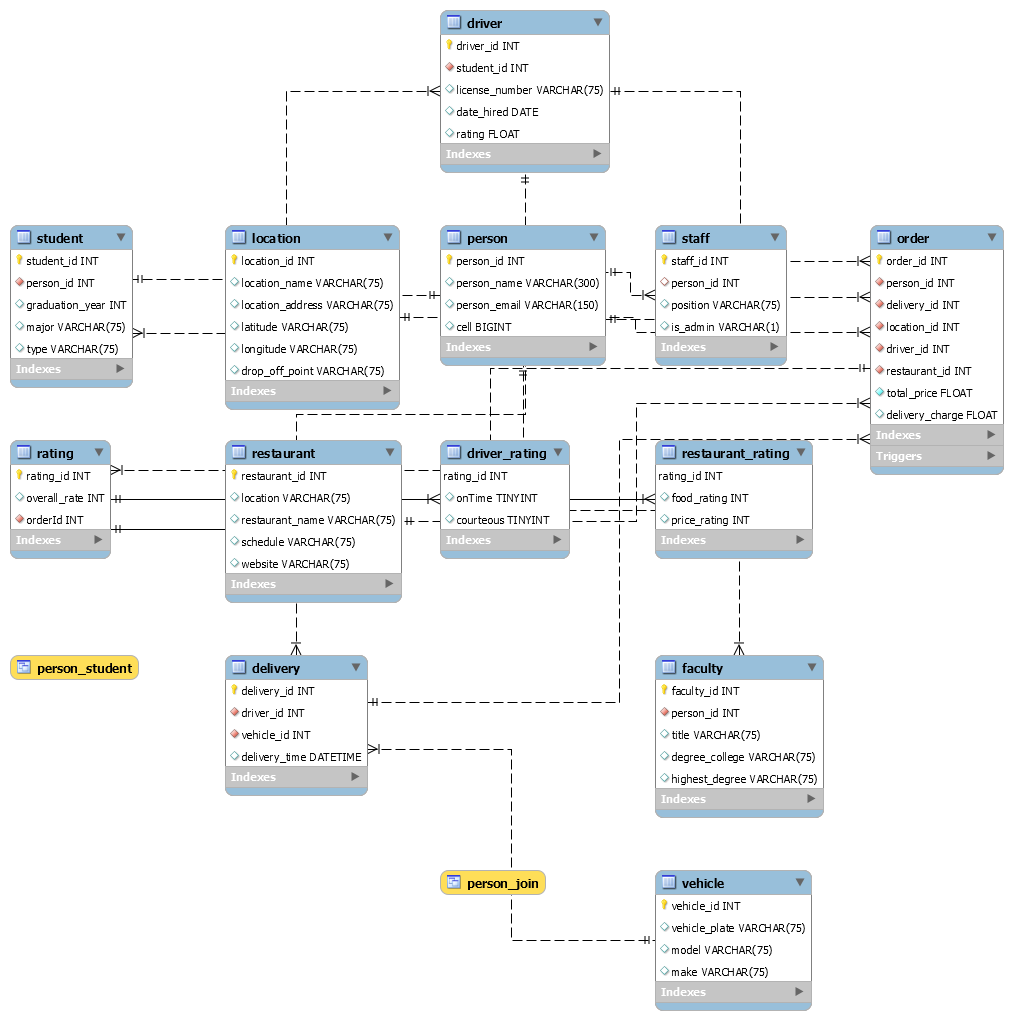 driver
driver_id INT
student_id INT
license_number VARCHAR(75)
date_hired DATE
rating FLOAT
Indexes
student
student_id INT
person_id INT
graduation_year INT
major VARCHAR(75)
type VARCHAR(75)
Indexes
location
location_id INT
location_name VARCHAR(75)
location_address VARCHAR(75)
latitude VARCHAR(75)
longitude VARCHAR(75)
drop_off_point VARCHAR(75)
Indexes
person
person_id INT
person_name VARCHAR(300)
person_email VARCHAR(150)
cell BIGINT
Indexes
staff
staff_id INT
person_id INT
position VARCHAR(75)
is_admin VARCHAR(1)
Indexes
order
order_id INT
person_id INT
delivery_id INT
location_id INT
driver_id INT
restaurant_id INT
total_price FLOAT
delivery_charge FLOAT
Indexes
Triggers
rating
rating_id INT
overall_rate INT
orderId INT
Indexes
restaurant
restaurant_id INT
location VARCHAR(75)
restaurant_name VARCHAR(75)
schedule VARCHAR(75)
website VARCHAR(75)
Indexes
driver_rating
rating_id INT
onTime TINYINT
courteous TINYINT
Indexes
restaurant_rating
rating_id INT
food_rating INT
price_rating INT
Indexes
person_student
delivery
delivery_id INT
driver_id INT
vehicle_id INT
delivery_time DATETIME
Indexes
faculty
faculty_id INT
person_id INT
title VARCHAR(75)
degree_college VARCHAR(75)
highest_degree VARCHAR(75)
Indexes
person_join
vehicle
vehicle_id INT
vehicle_plate VARCHAR(75)
model VARCHAR(75)
make VARCHAR(75)
Indexes